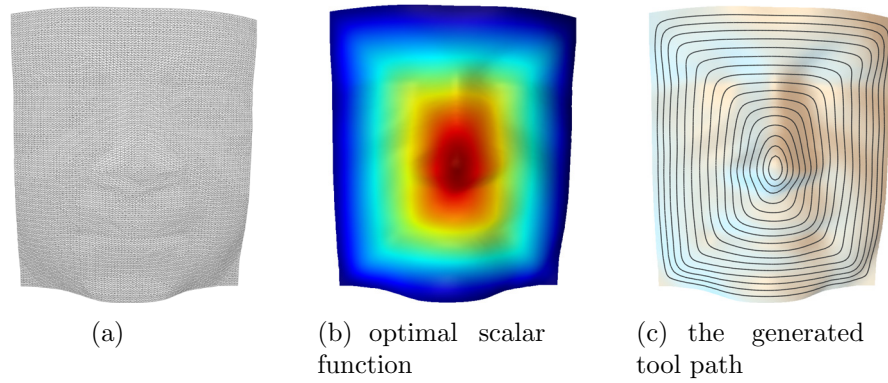 (a)
(b) optimal scalar
function
(c) the generated
tool path